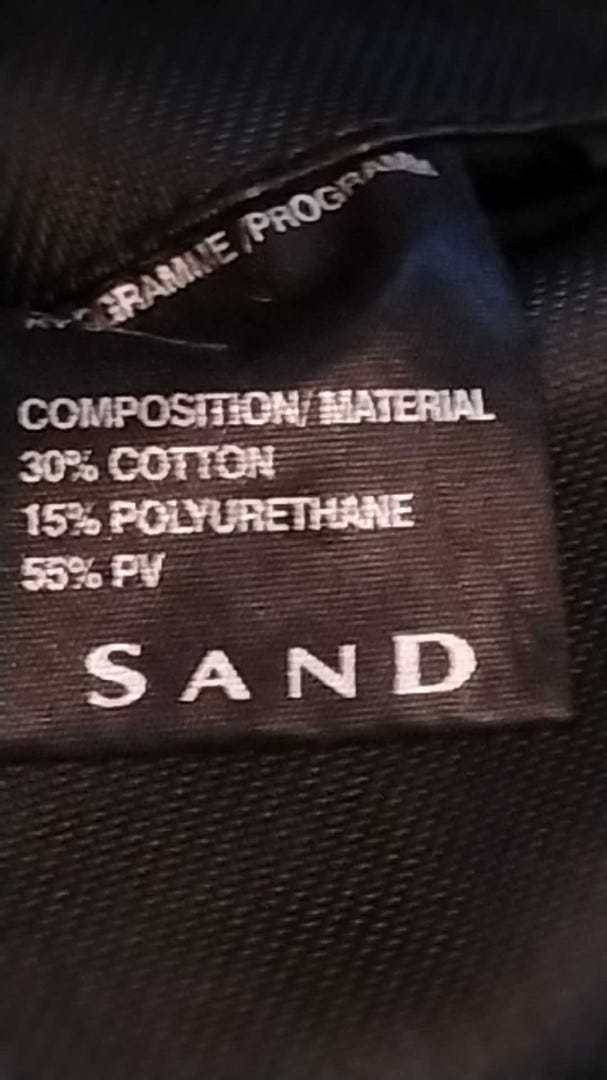 COMPOSITION/MATERIAL
30% COTTON
15% POLYURETHANE
55% PV
SAND